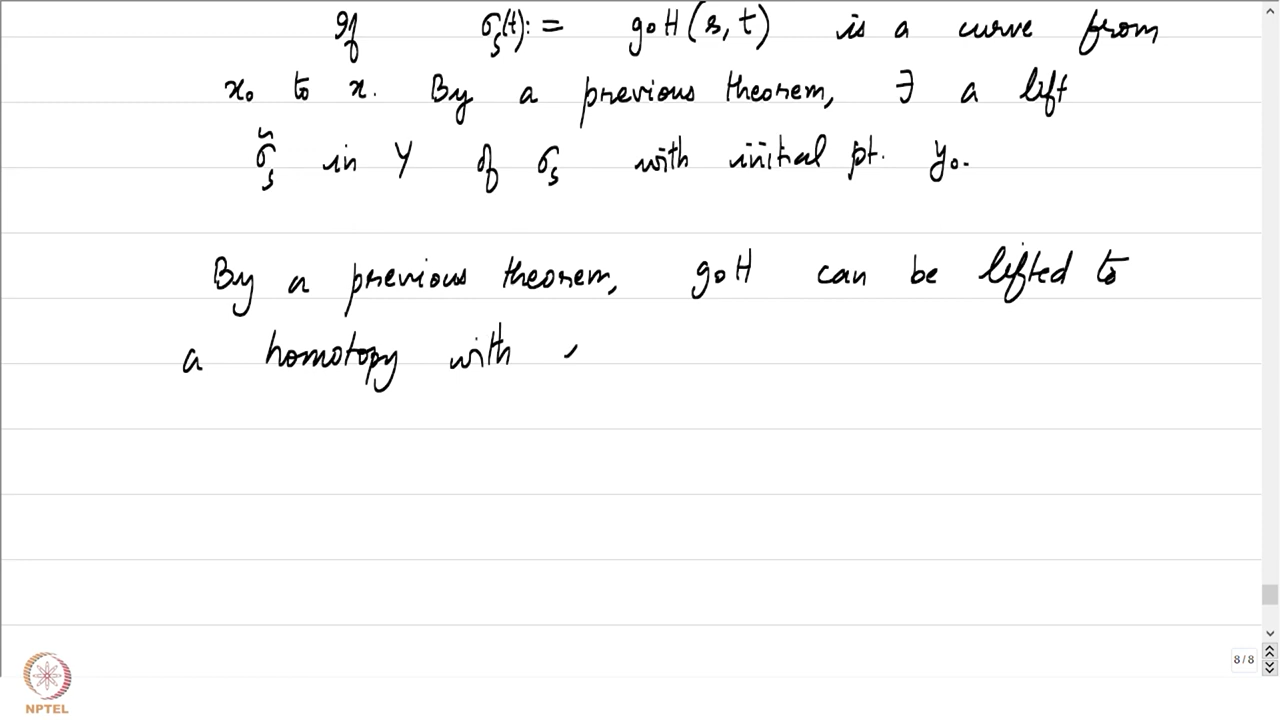 If σ_s(t) := g∘H(s, t) is a curve from
x₀ to x. By a previous theorem, ∃ a lift
σ̃_s in Y of σ_s with initial pt. y₀.
By a previous theorem, g∘H can be lifted to
a homotopy with
8 / 8
NPTEL